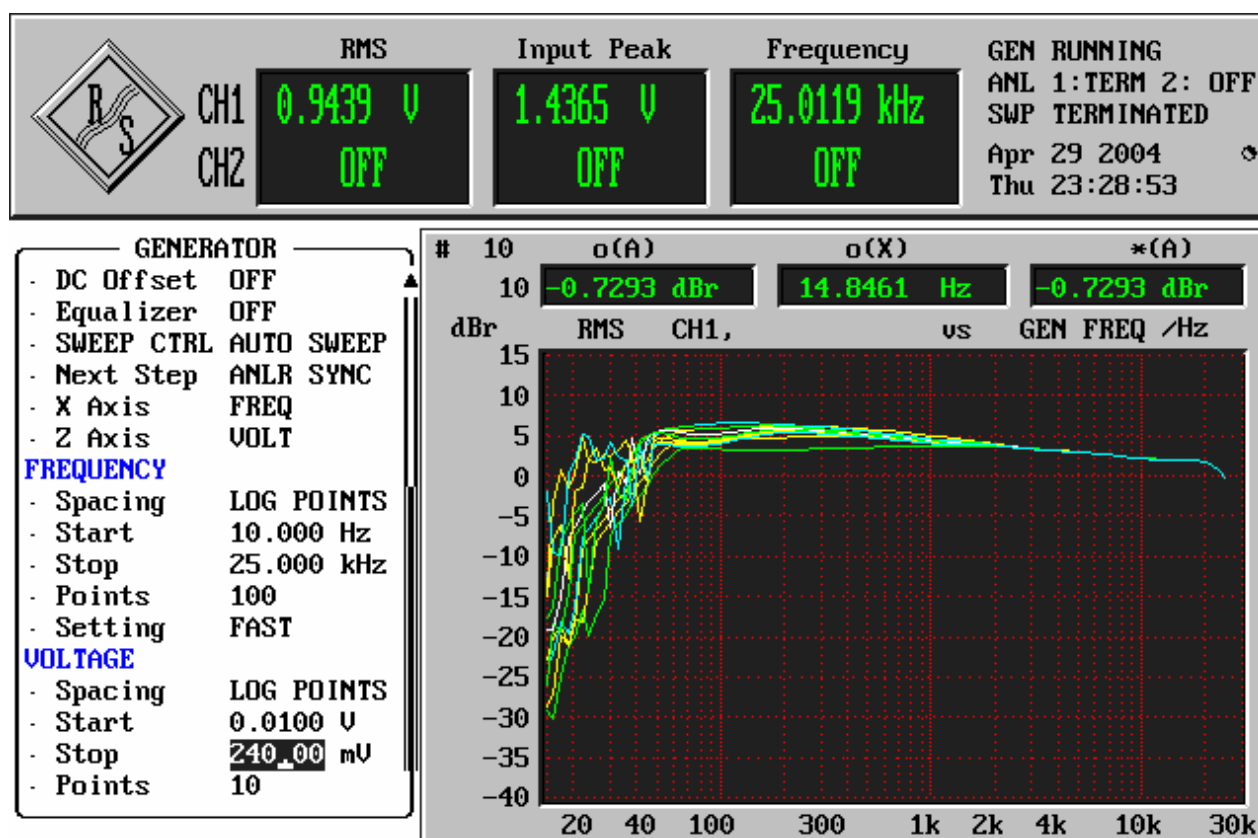 RMS Input Peak Frequency
CH1 0.9439 V 1.4365 V 25.0119 kHz
CH2 OFF OFF OFF
R S
GEN RUNNING
ANL 1:TERM 2: OFF
SWP TERMINATED
Apr 29 2004
Thu 23:28:53
GENERATOR
- DC Offset OFF
- Equalizer OFF
- SWEEP CTRL AUTO SWEEP
- Next Step ANLR SYNC
- X Axis FREQ
- Z Axis VOLT
FREQUENCY
- Spacing LOG POINTS
- Start 10.000 Hz
- Stop 25.000 kHz
- Points 100
- Setting FAST
VOLTAGE
- Spacing LOG POINTS
- Start 0.0100 V
- Stop 240.00 mV
- Points 10
# 10 o(A) o(X) *(A)
10 -0.7293 dBr 14.8461 Hz -0.7293 dBr
dBr RMS CH1, vs GEN FREQ /Hz
15
10
5
0
-5
-10
-15
-20
-25
-30
-35
-40
20 40 100 300 1k 2k 4k 10k 30k